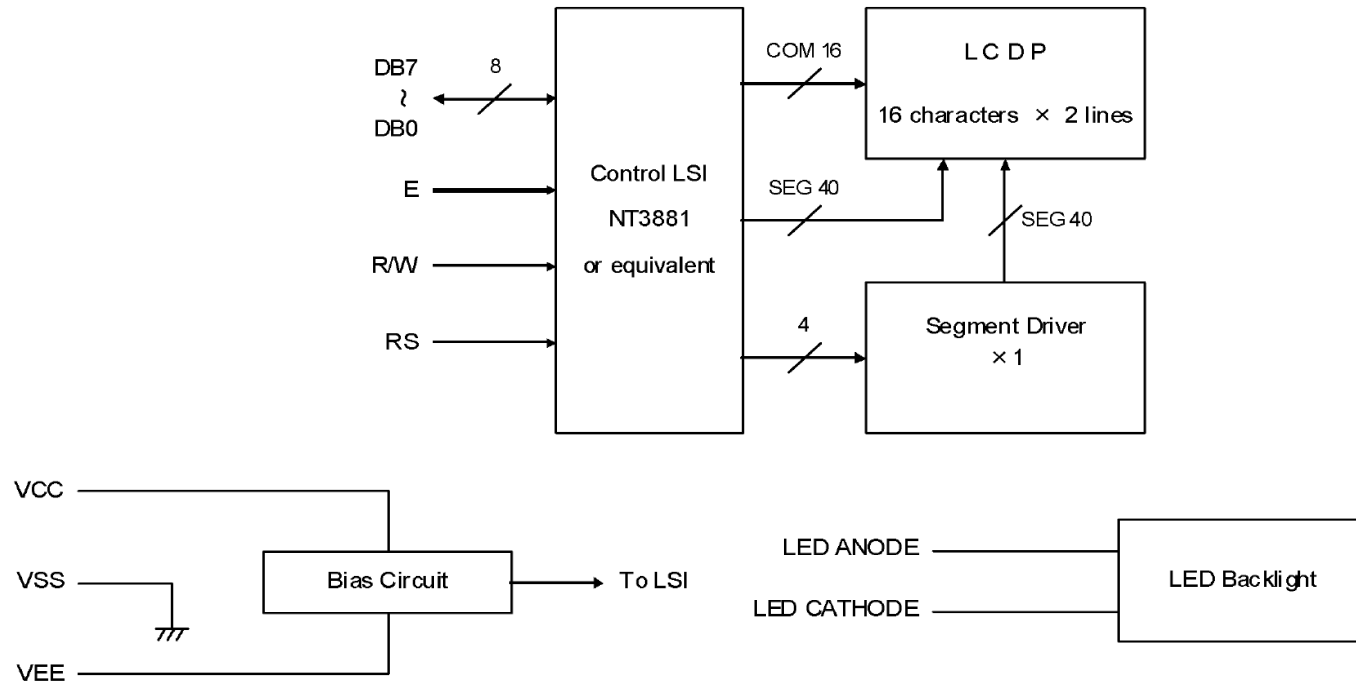 DB7
~
DB0
8
E
R/W
RS
Control LSI
NT3881
or equivalent
COM 16
SEG 40
4
L C D P
16 characters × 2 lines
SEG 40
Segment Driver
× 1
VCC
VSS
VEE
Bias Circuit
To LSI
LED ANODE
LED CATHODE
LED Backlight